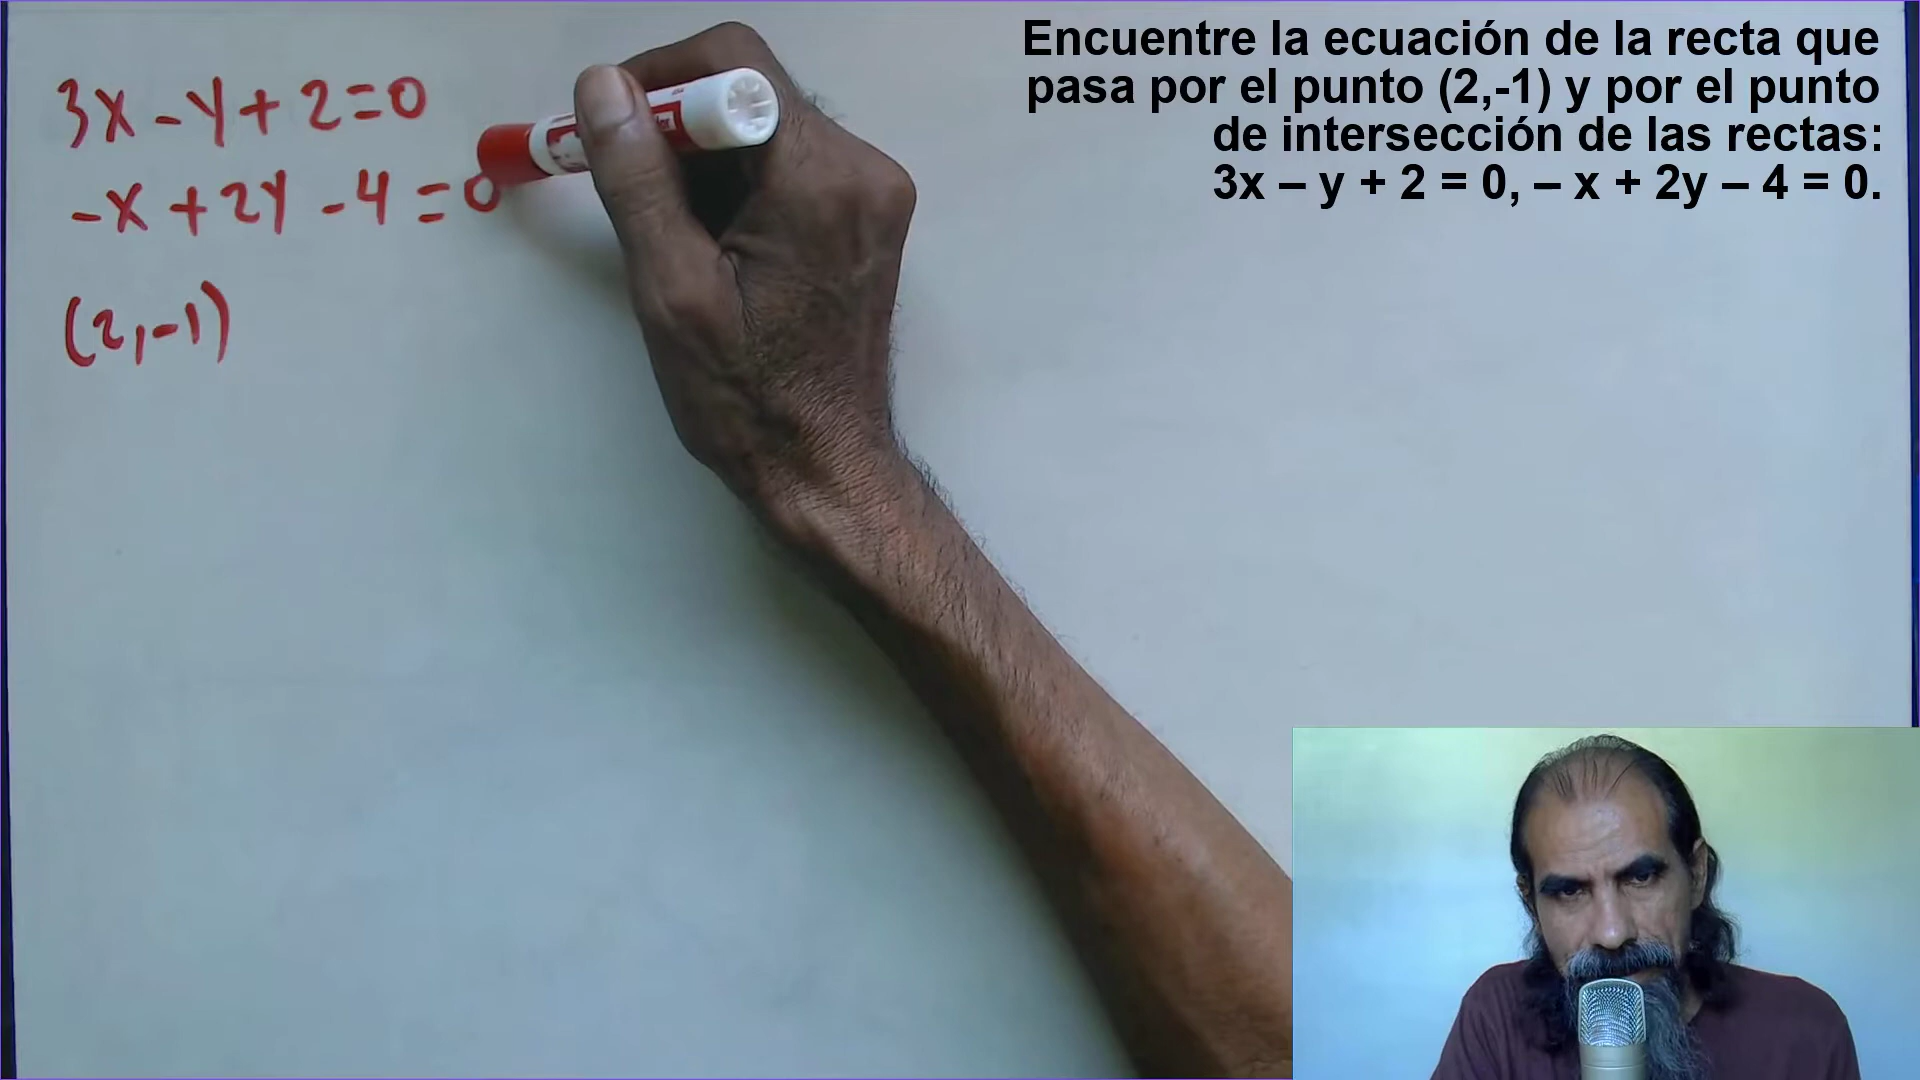 Encuentre la ecuación de la recta que
pasa por el punto (2,-1) y por el punto
de intersección de las rectas:
3x – y + 2 = 0, – x + 2y – 4 = 0.
3x - y + 2 = 0
-x + 2y - 4 = 0
(2,-1)